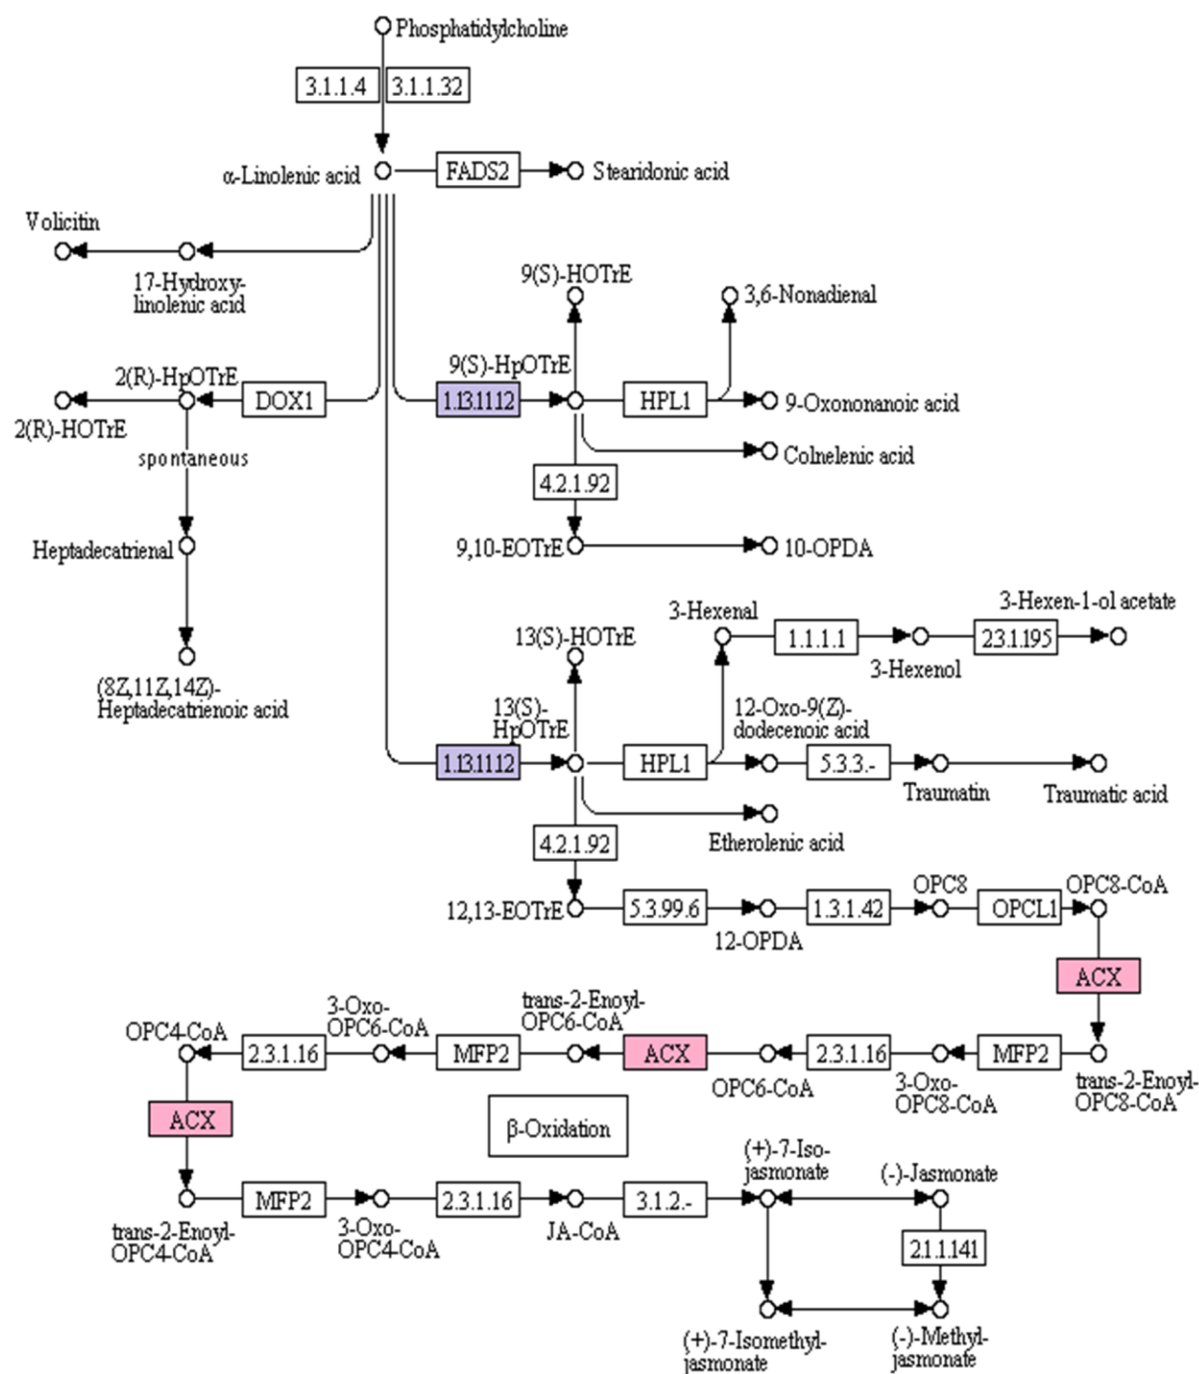 Phosphatidylcholine
3.1.1.4
3.1.1.32
α-Linolenic acid
FADS2
Stearidonic acid
Volicitin
17-Hydroxy-
linolenic acid
9(S)-HOTrE
3,6-Nonadienal
2(R)-HpOTrE
DOX1
9(S)-HpOTrE
1.13.11.12
HPL1
9-Oxononanoic acid
2(R)-HOTrE
spontaneous
Colnelenic acid
4.2.1.92
Heptadecatrienal
9,10-EOTrE
10-OPDA
3-Hexenal
3-Hexen-1-ol acetate
13(S)-HOTrE
1.1.1.1
2.3.1.195
3-Hexenol
(8Z,11Z,14Z)-
Heptadecatrienoic acid
13(S)-
HpOTrE
12-Oxo-9(Z)-
dodecenoic acid
1.13.11.12
HPL1
5.3.3.-
Traumatin
Traumatic acid
Etherolenic acid
4.2.1.92
12,13-EOTrE
5.3.99.6
12-OPDA
1.3.1.42
OPC8
OPCL1
OPC8-CoA
ACX
OPC4-CoA
2.3.1.16
3-Oxo-
OPC6-CoA
MFP2
trans-2-Enoyl-
OPC6-CoA
ACX
OPC6-CoA
2.3.1.16
3-Oxo-
OPC8-CoA
MFP2
trans-2-Enoyl-
OPC8-CoA
ACX
β-Oxidation
trans-2-Enoyl-
OPC4-CoA
MFP2
3-Oxo-
OPC4-CoA
2.3.1.16
JA-CoA
3.1.2.-
(+)-7-Iso-
jasmonate
(-)-Jasmonate
2.1.1.141
(+)-7-Isomethyl-
jasmonate
(-)-Methyl-
jasmonate